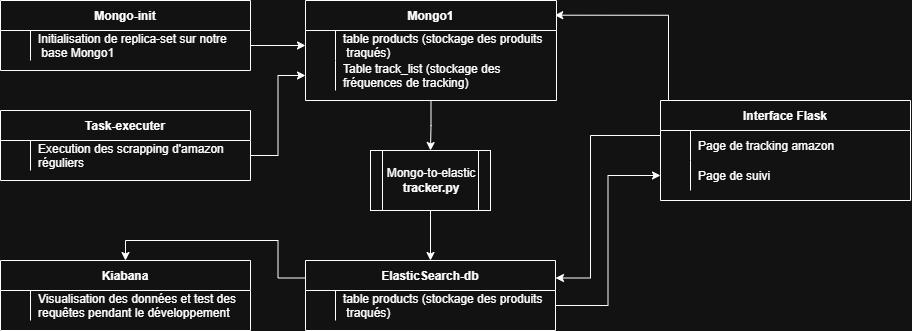 Mongo-init
Initialisation de replica-set sur notre
base Mongo1
Mongo1
table products (stockage des produits
traqués)
Table track_list (stockage des
fréquences de tracking)
Task-executer
Execution des scrapping d'amazon
réguliers
Interface Flask
Page de tracking amazon
Page de suivi
Mongo-to-elastic
tracker.py
Kiabana
Visualisation des données et test des
requêtes pendant le développement
ElasticSearch-db
table products (stockage des produits
traqués)